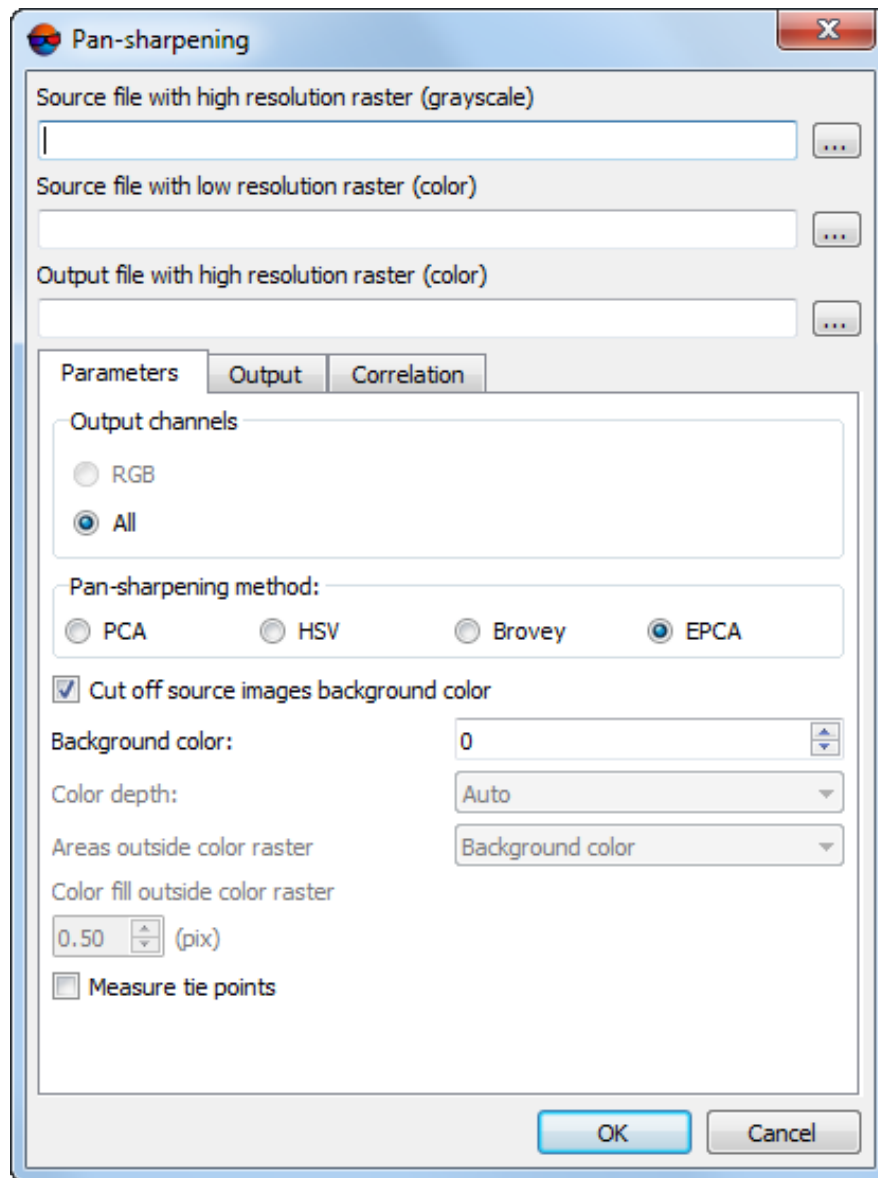 Pan-sharpening
Source file with high resolution raster (grayscale)
...
Source file with low resolution raster (color)
...
Output file with high resolution raster (color)
...
Parameters Output Correlation
Output channels
RGB
All
Pan-sharpening method:
PCA HSV Brovey EPCA
Cut off source images background color
Background color: 0
Color depth: Auto
Areas outside color raster Background color
Color fill outside color raster
0.50 (pix)
Measure tie points
OK Cancel